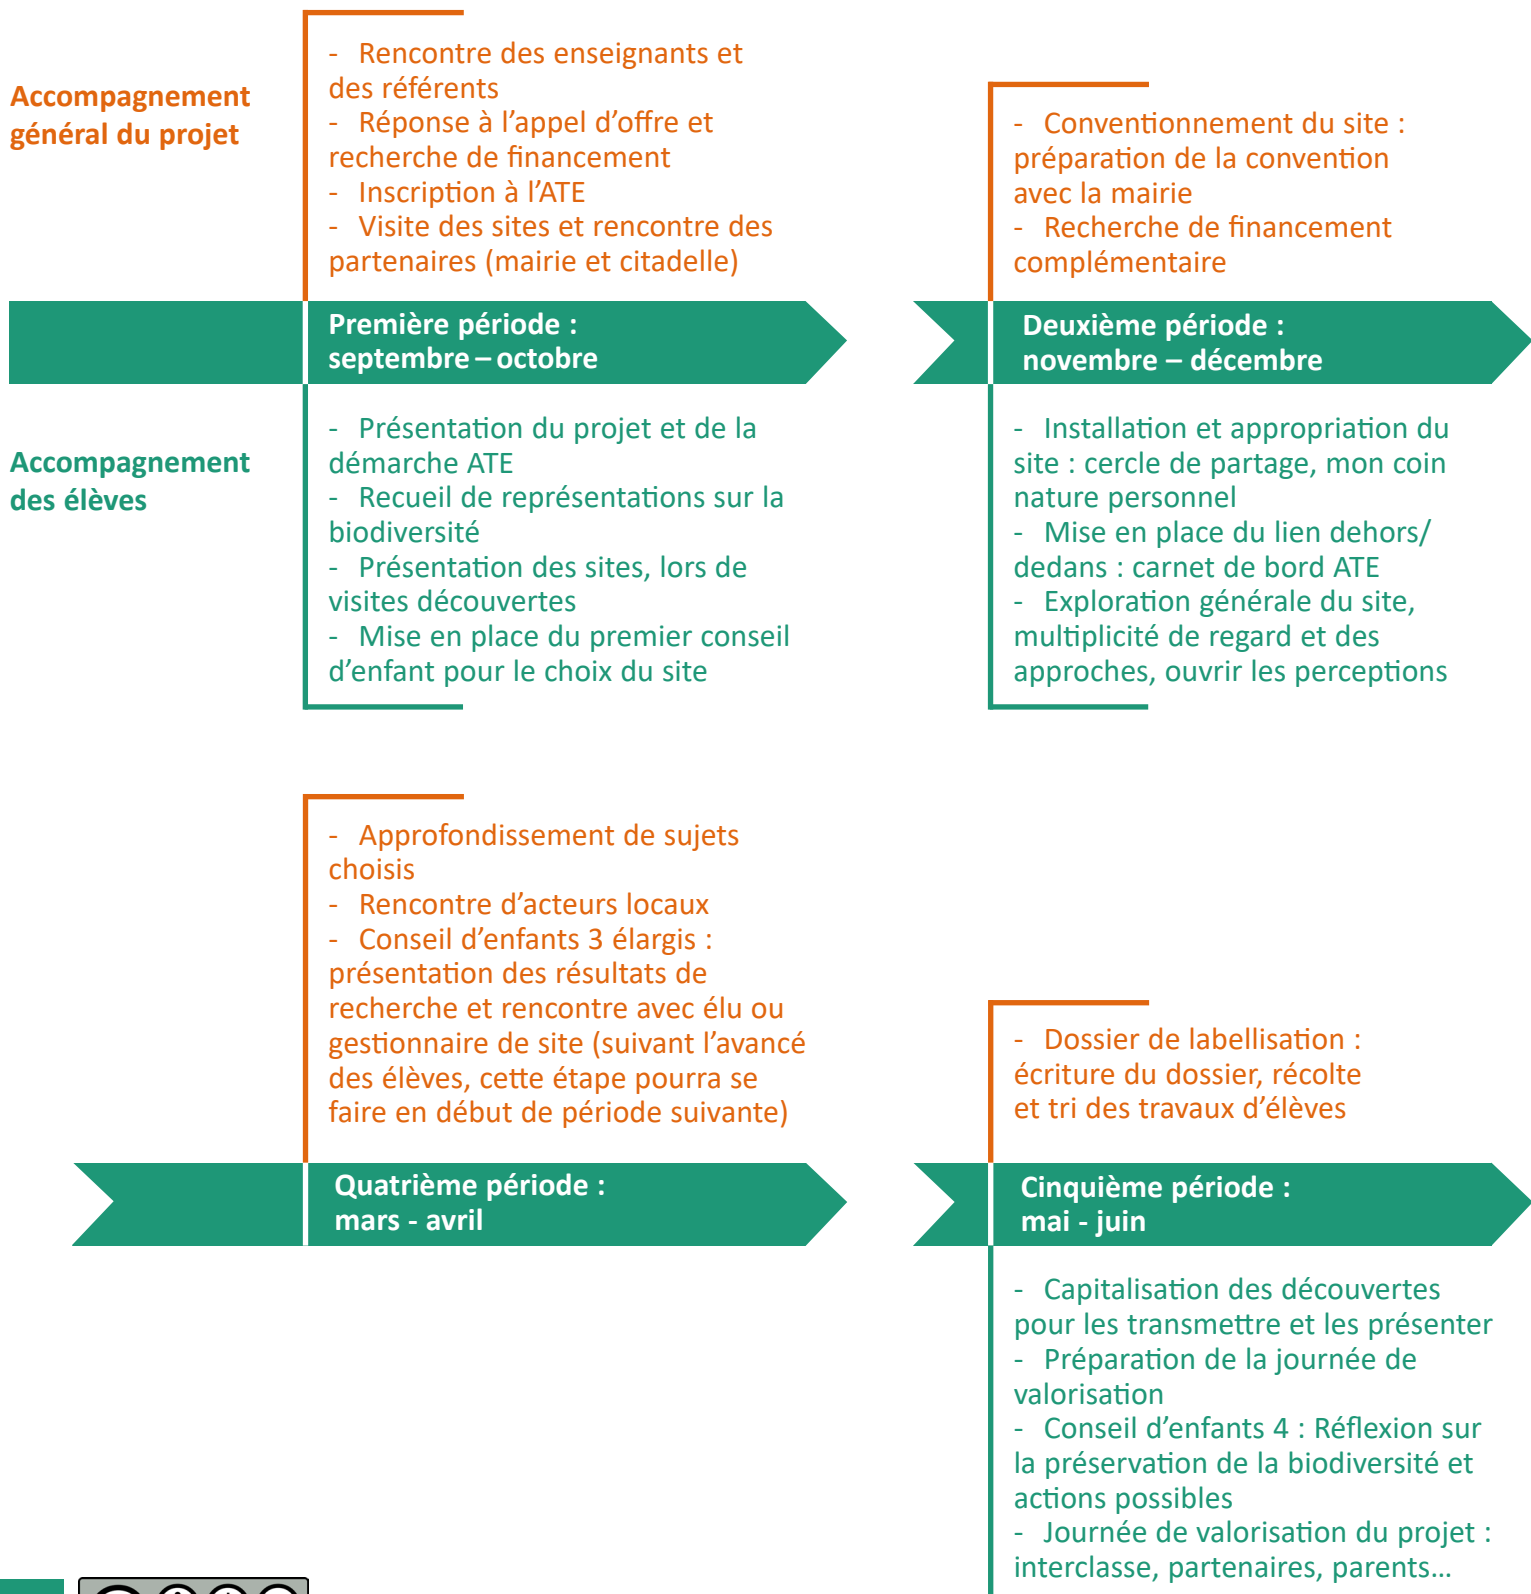 Accompagnement
général du projet
- Rencontre des enseignants et
des référents
- Réponse à l’appel d’offre et
recherche de financement
- Inscription à l’ATE
- Visite des sites et rencontre des
partenaires (mairie et citadelle)
- Conventionnement du site :
préparation de la convention
avec la mairie
- Recherche de financement
complémentaire
Première période :
septembre – octobre
Deuxième période :
novembre – décembre
Accompagnement
des élèves
- Présentation du projet et de la
démarche ATE
- Recueil de représentations sur la
biodiversité
- Présentation des sites, lors de
visites découvertes
- Mise en place du premier conseil
d’enfant pour le choix du site
- Installation et appropriation du
site : cercle de partage, mon coin
nature personnel
- Mise en place du lien dehors/
dedans : carnet de bord ATE
- Exploration générale du site,
multiplicité de regard et des
approches, ouvrir les perceptions
- Approfondissement de sujets
choisis
- Rencontre d’acteurs locaux
- Conseil d’enfants 3 élargis :
présentation des résultats de
recherche et rencontre avec élu ou
gestionnaire de site (suivant l’avancé
des élèves, cette étape pourra se
faire en début de période suivante)
- Dossier de labellisation :
écriture du dossier, récolte
et tri des travaux d’élèves
Quatrième période :
mars - avril
Cinquième période :
mai - juin
- Capitalisation des découvertes
pour les transmettre et les présenter
- Préparation de la journée de
valorisation
- Conseil d’enfants 4 : Réflexion sur
la préservation de la biodiversité et
actions possibles
- Journée de valorisation du projet :
interclasse, partenaires, parents…